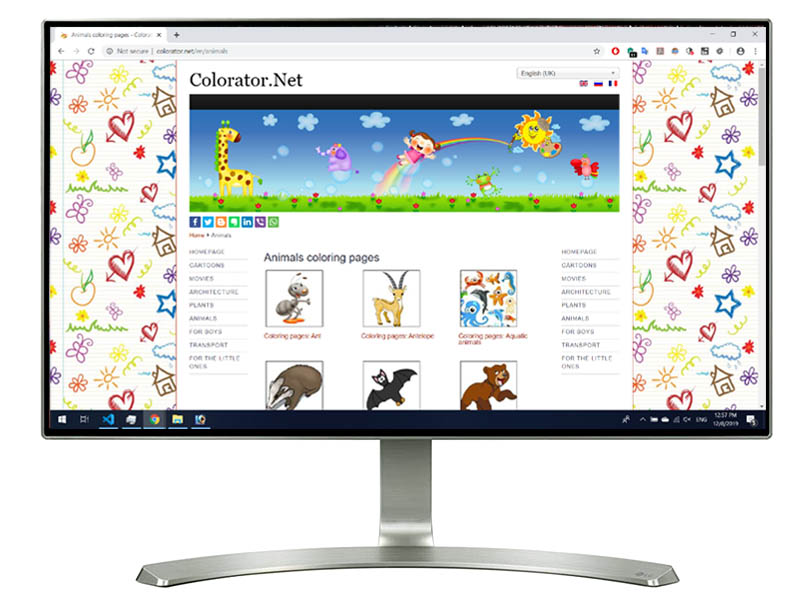 Animals coloring pages - Colorat
Not secure | colorator.net/en/animals
Colorator.Net
English (UK)
Home Animals
HOMEPAGE
CARTOONS
MOVIES
ARCHITECTURE
PLANTS
ANIMALS
FOR BOYS
TRANSPORT
FOR THE LITTLE
ONES
Animals coloring pages
Coloring pages: Ant
Coloring pages: Antelope
Coloring pages: Aquatic
animals
HOMEPAGE
CARTOONS
MOVIES
ARCHITECTURE
PLANTS
ANIMALS
FOR BOYS
TRANSPORT
FOR THE LITTLE
ONES
ENG
12:57 PM
12/8/2019